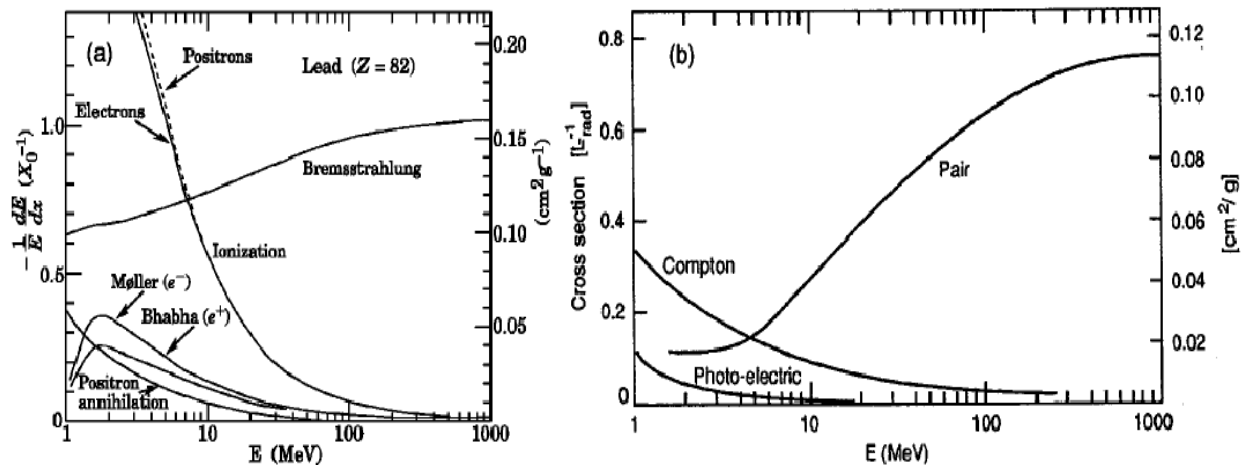 (a)
Positrons
Lead (Z = 82)
Electrons
Bremsstrahlung
Ionization
Møller (e⁻)
Bhabha (e⁺)
Positron
annihilation
1.0
0.5
0
− 1/E dE/dx (X₀⁻¹)
0.20
0.15
0.10
0.05
(cm²g⁻¹)
1
10
100
1000
E (MeV)
(b)
Pair
Compton
Photo-electric
0.8
0.6
0.4
0.2
0
Cross section [L⁻¹rad]
0.12
0.10
0.08
0.06
0.04
0.02
0
[cm²/g]
1
10
100
1000
E (MeV)